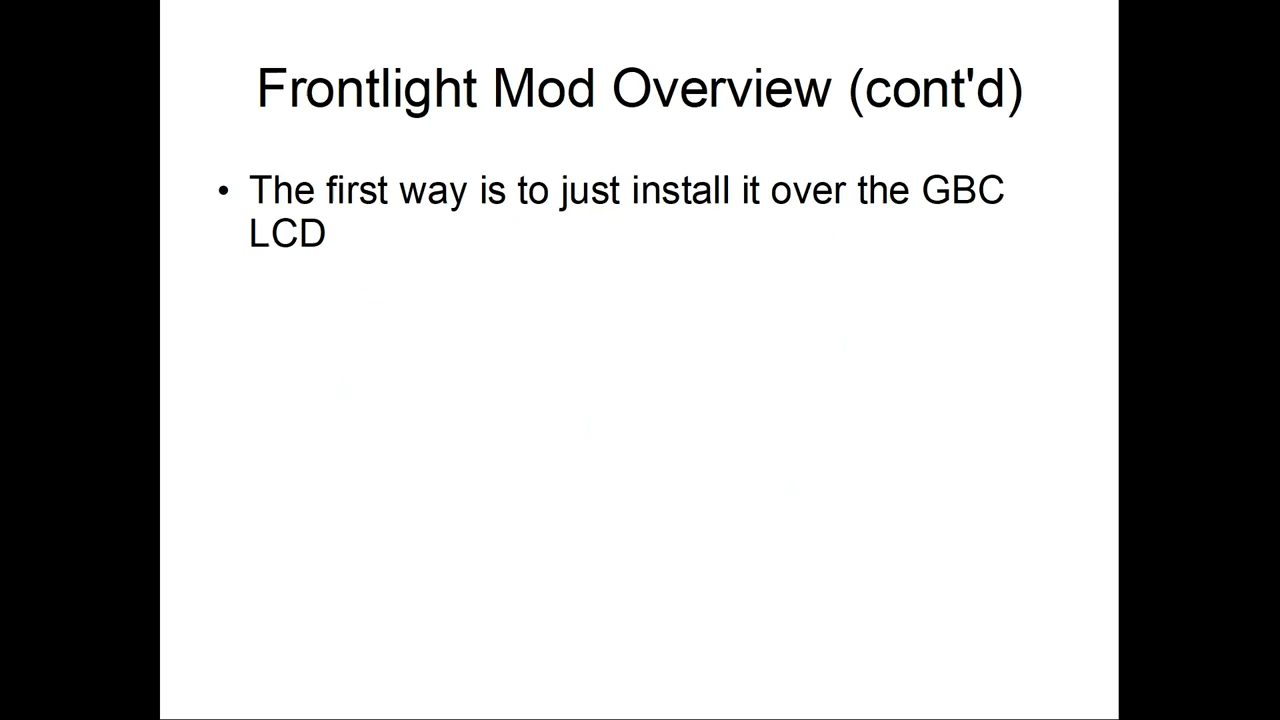 Frontlight Mod Overview (cont'd)
• The first way is to just install it over the GBC
LCD